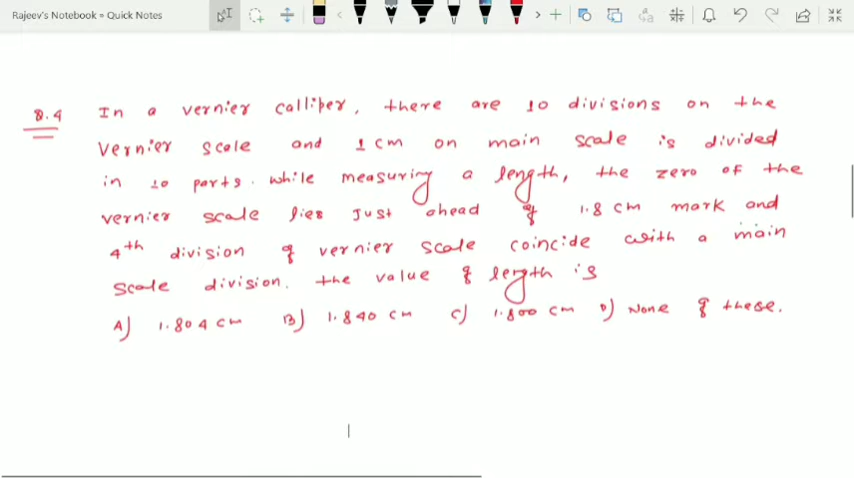 Rajeev's Notebook » Quick Notes
Q.4 In a vernier calliper, there are 10 divisions on the
vernier scale and 1 cm on main scale is divided
in 10 parts. While measuring a length, the zero of the
vernier scale lies just ahead of 1.8 cm mark and
4th division of vernier scale coincide with a main
scale division. the value of length is
A) 1.804 cm B) 1.840 cm C) 1.800 cm D) None of these.